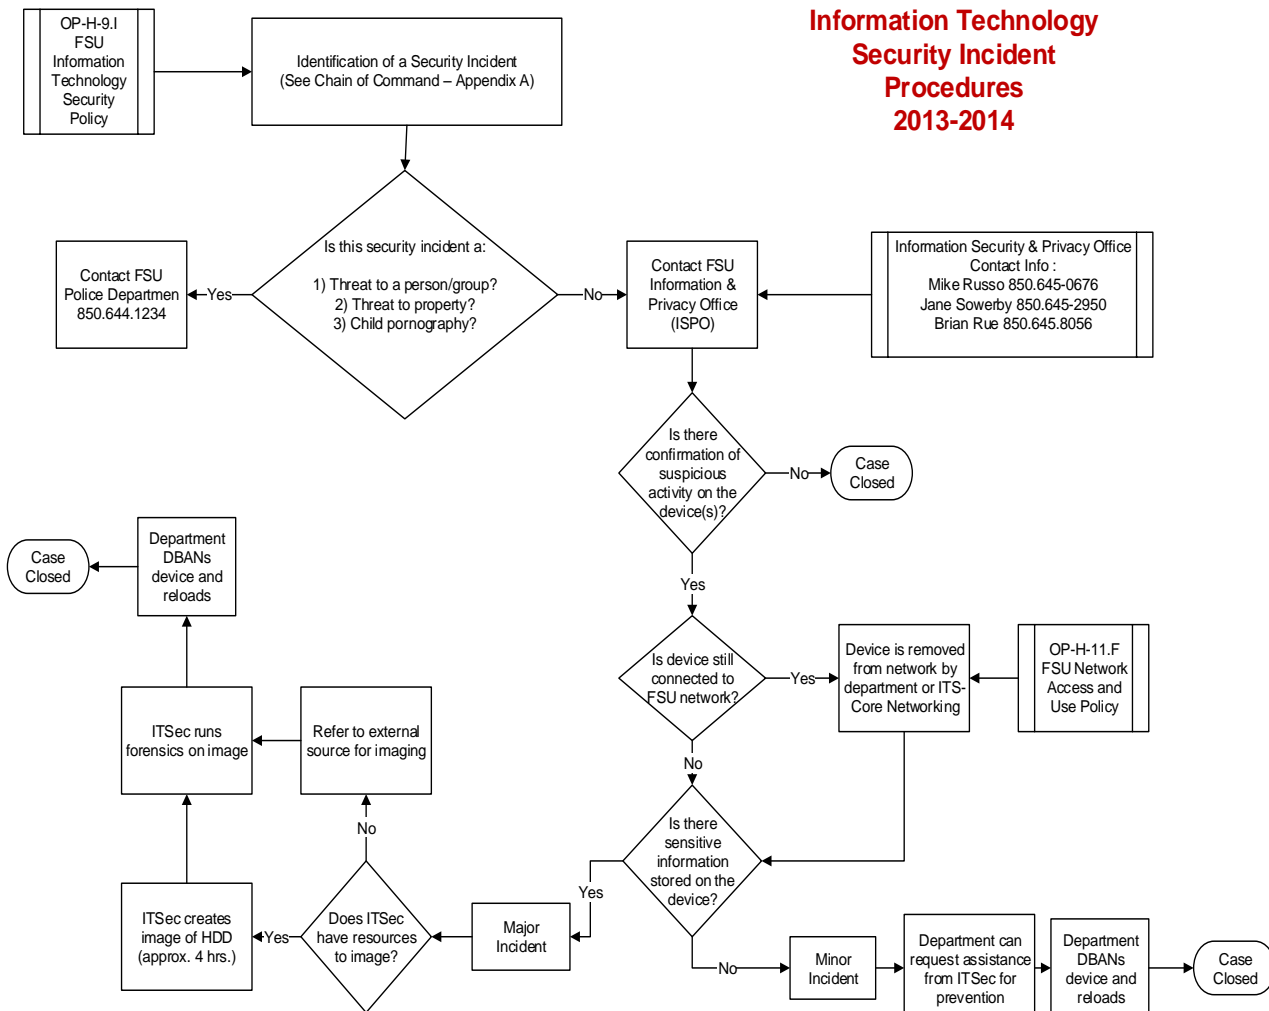 Information Technology
Security Incident
Procedures
2013-2014
OP-H-9.I
FSU
Information
Technology
Security
Policy
Identification of a Security Incident
(See Chain of Command – Appendix A)
Is this security incident a:
1) Threat to a person/group?
2) Threat to property?
3) Child pornography?
Yes
Contact FSU
Police Departmen
850.644.1234
No
Contact FSU
Information &
Privacy Office
(ISPO)
Information Security & Privacy Office
Contact Info :
Mike Russo 850.645-0676
Jane Sowerby 850.645-2950
Brian Rue 850.645.8056
Is there
confirmation of
suspicious
activity on the
device(s)?
No
Case
Closed
Yes
Is device still
connected to
FSU network?
Yes
Device is removed
from network by
department or ITS-
Core Networking
OP-H-11.F
FSU Network
Access and
Use Policy
No
Is there
sensitive
information
stored on the
device?
Yes
Major
Incident
Does ITSec
have resources
to image?
No
Refer to external
source for imaging
Yes
ITSec creates
image of HDD
(approx. 4 hrs.)
ITSec runs
forensics on image
Department
DBANs
device and
reloads
Case
Closed
No
Minor
Incident
Department can
request assistance
from ITSec for
prevention
Department
DBANs
device and
reloads
Case
Closed